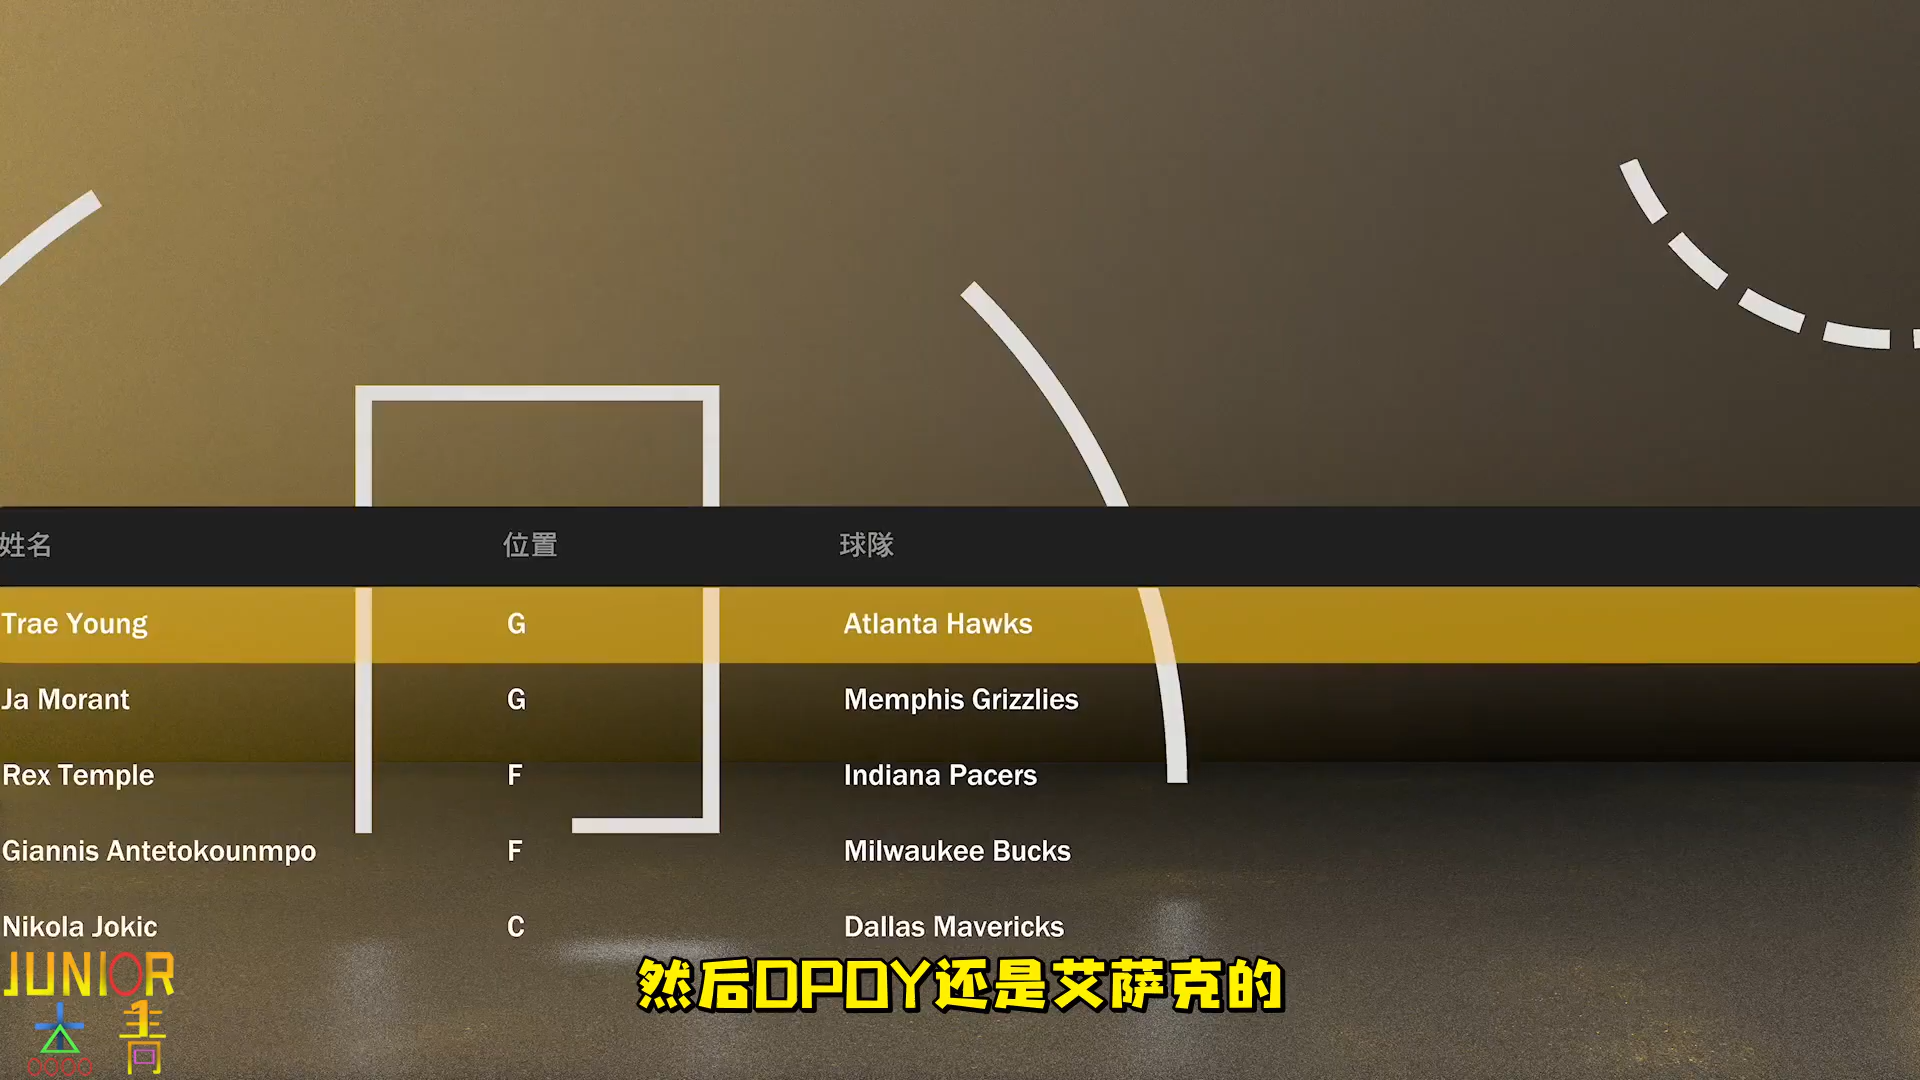 姓名 位置 球隊
Trae Young G Atlanta Hawks
Ja Morant G Memphis Grizzlies
Rex Temple F Indiana Pacers
Giannis Antetokounmpo F Milwaukee Bucks
Nikola Jokic C Dallas Mavericks
然后DPOY还是艾萨克的
JUNIOR